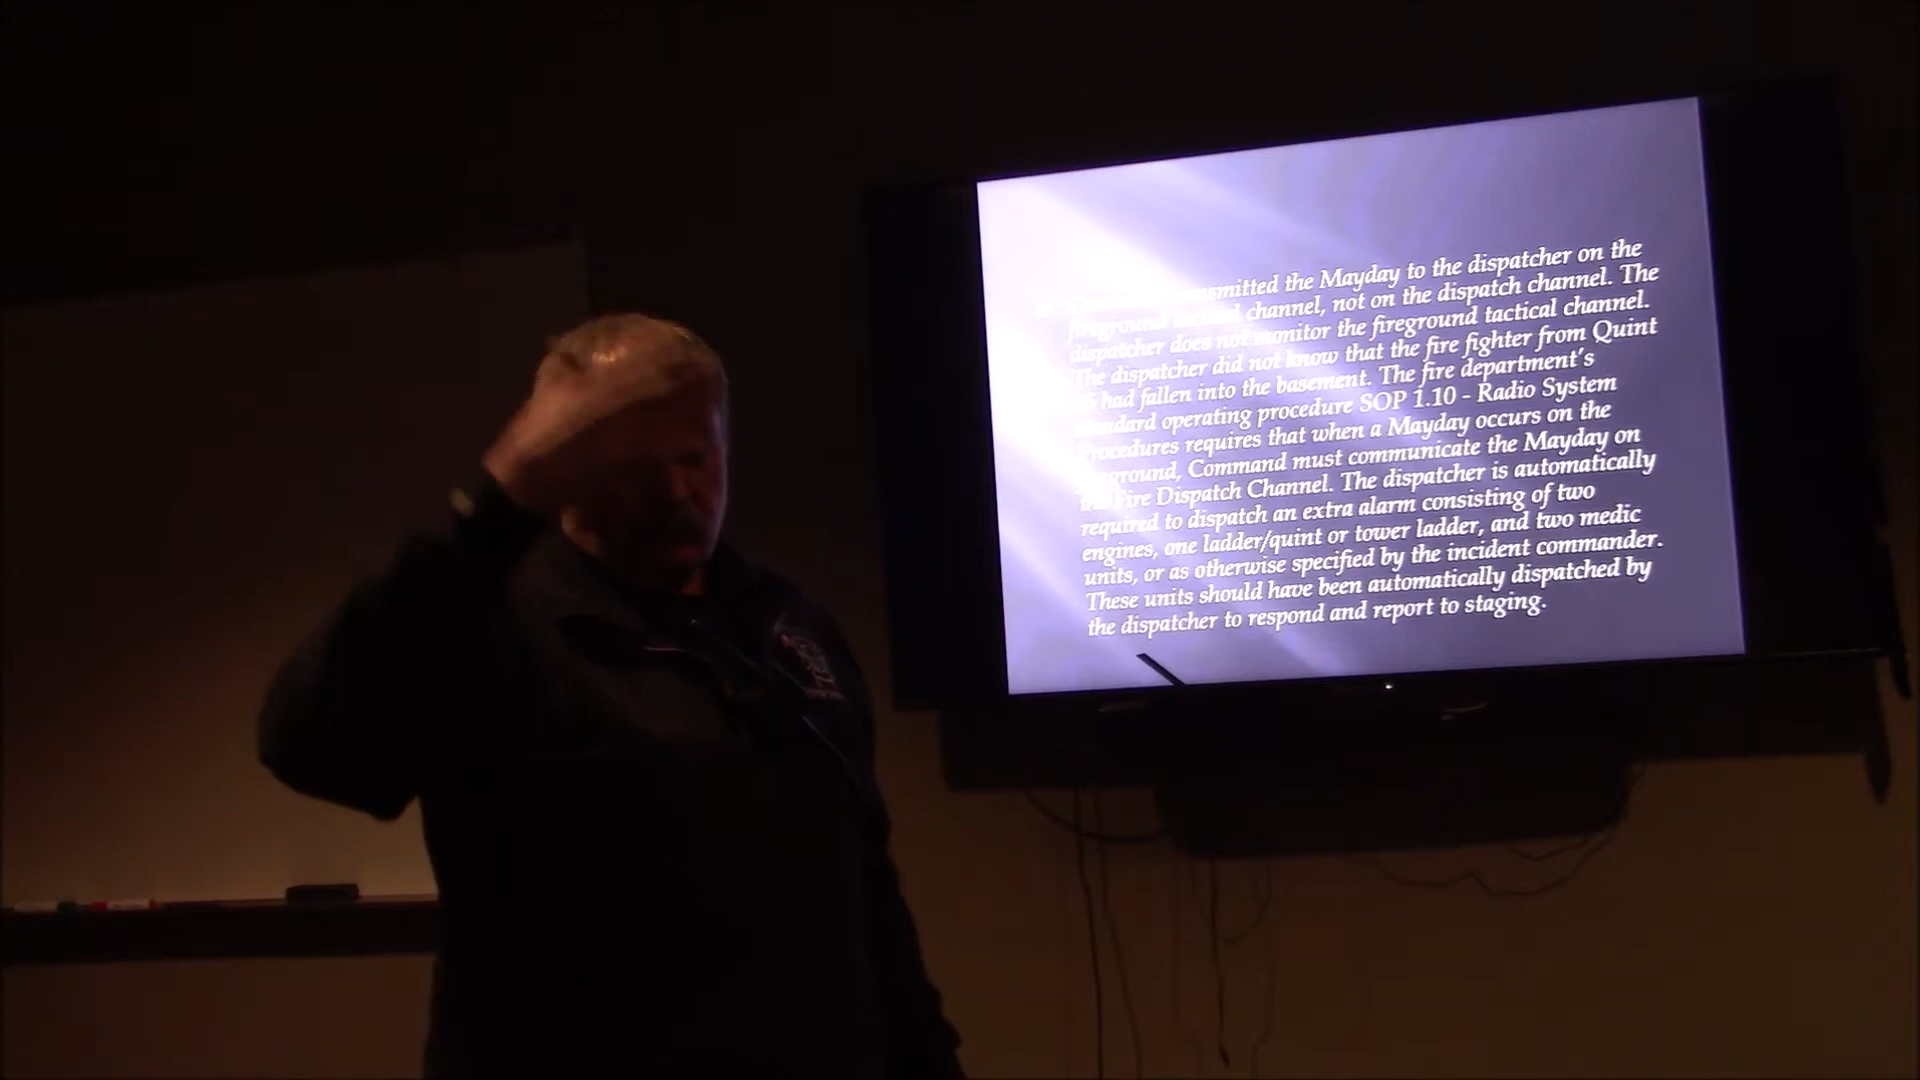 Command transmitted the Mayday to the dispatcher on the
fireground tactical channel, not on the dispatch channel. The
dispatcher does not monitor the fireground tactical channel.
The dispatcher did not know that the fire fighter from Quint
25 had fallen into the basement. The fire department's
standard operating procedure SOP 1.10 - Radio System
Procedures requires that when a Mayday occurs on the
fireground, Command must communicate the Mayday on
the Fire Dispatch Channel. The dispatcher is automatically
required to dispatch an extra alarm consisting of two
engines, one ladder/quint or tower ladder, and two medic
units, or as otherwise specified by the incident commander.
These units should have been automatically dispatched by
the dispatcher to respond and report to staging.